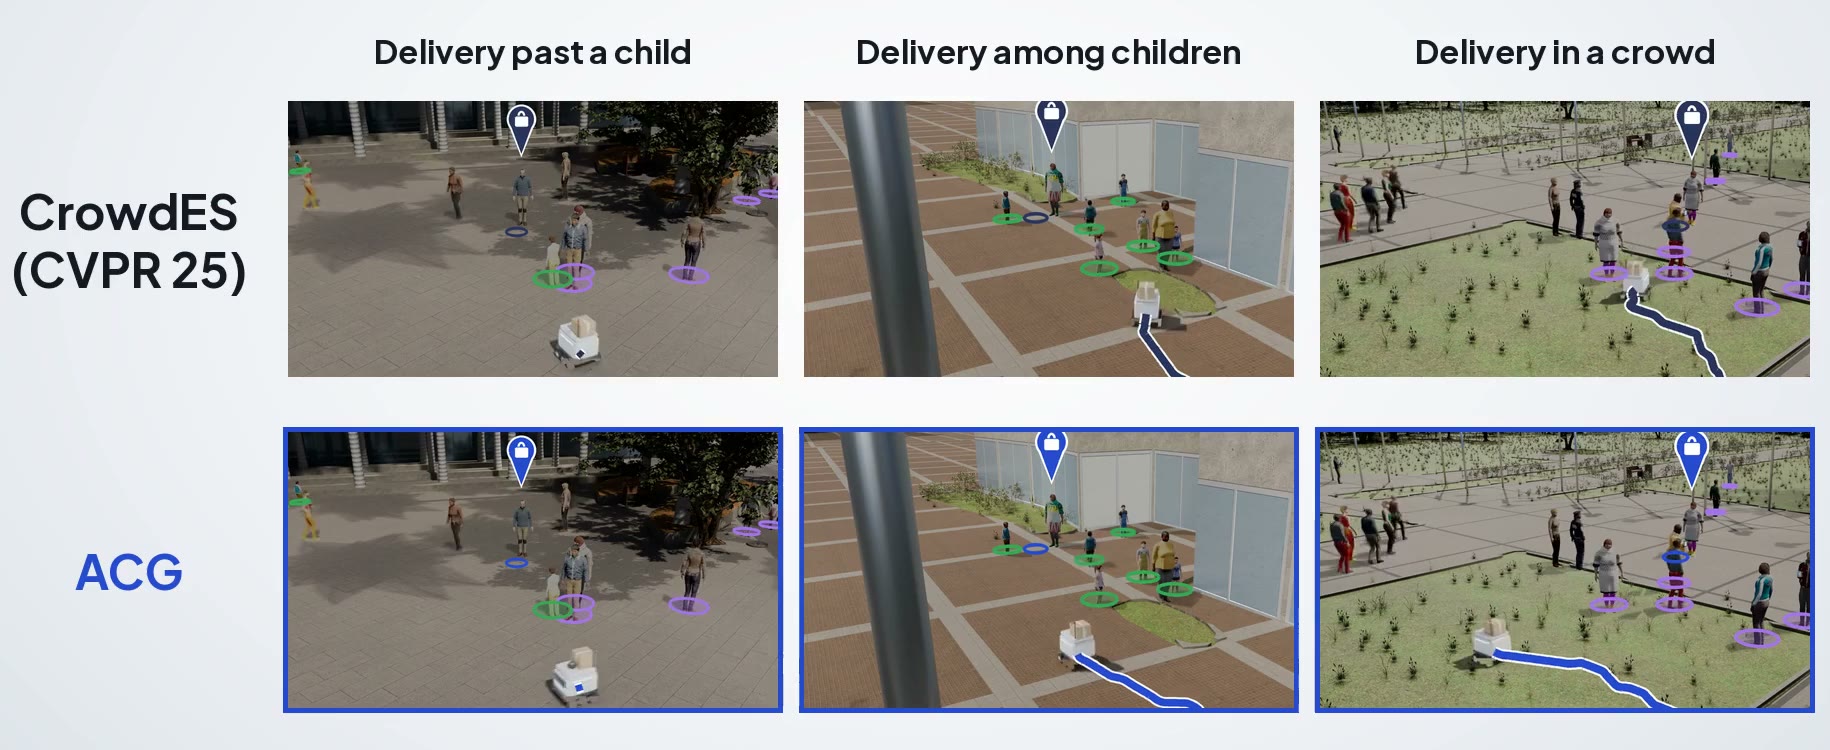 Delivery past a child
Delivery among children
Delivery in a crowd
CrowdES
(CVPR 25)
ACG